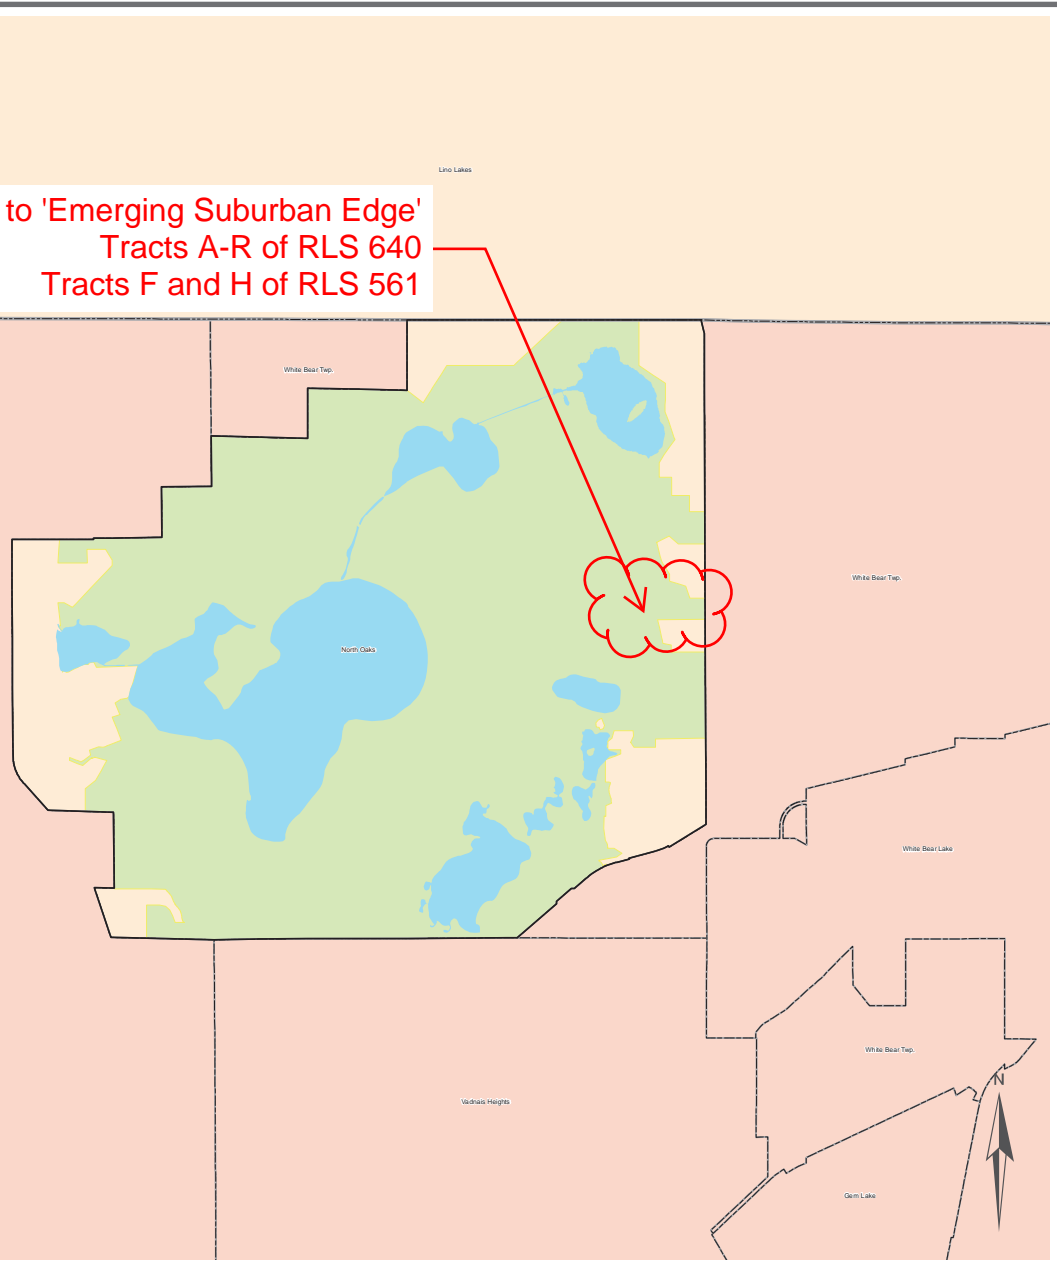 Lino Lakes
to 'Emerging Suburban Edge'
Tracts A-R of RLS 640
Tracts F and H of RLS 561
White Bear Twp.
White Bear Twp.
North Oaks
White Bear Lake
White Bear Twp.
N
Vadnais Heights
Gem Lake